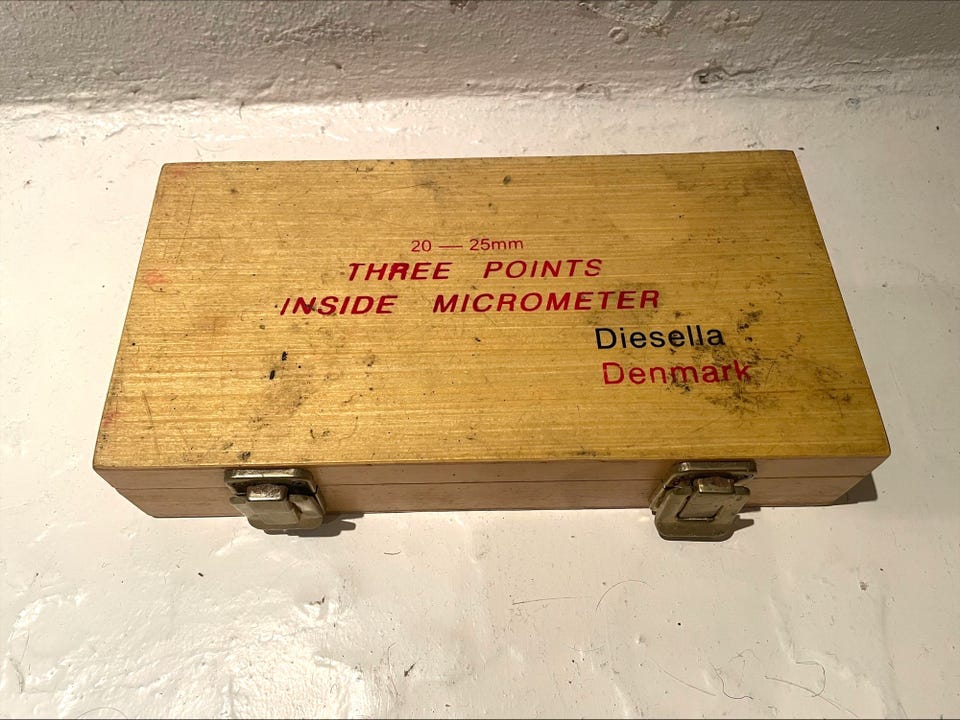 20 — 25mm
THREE POINTS
INSIDE MICROMETER
Diesella
Denmark